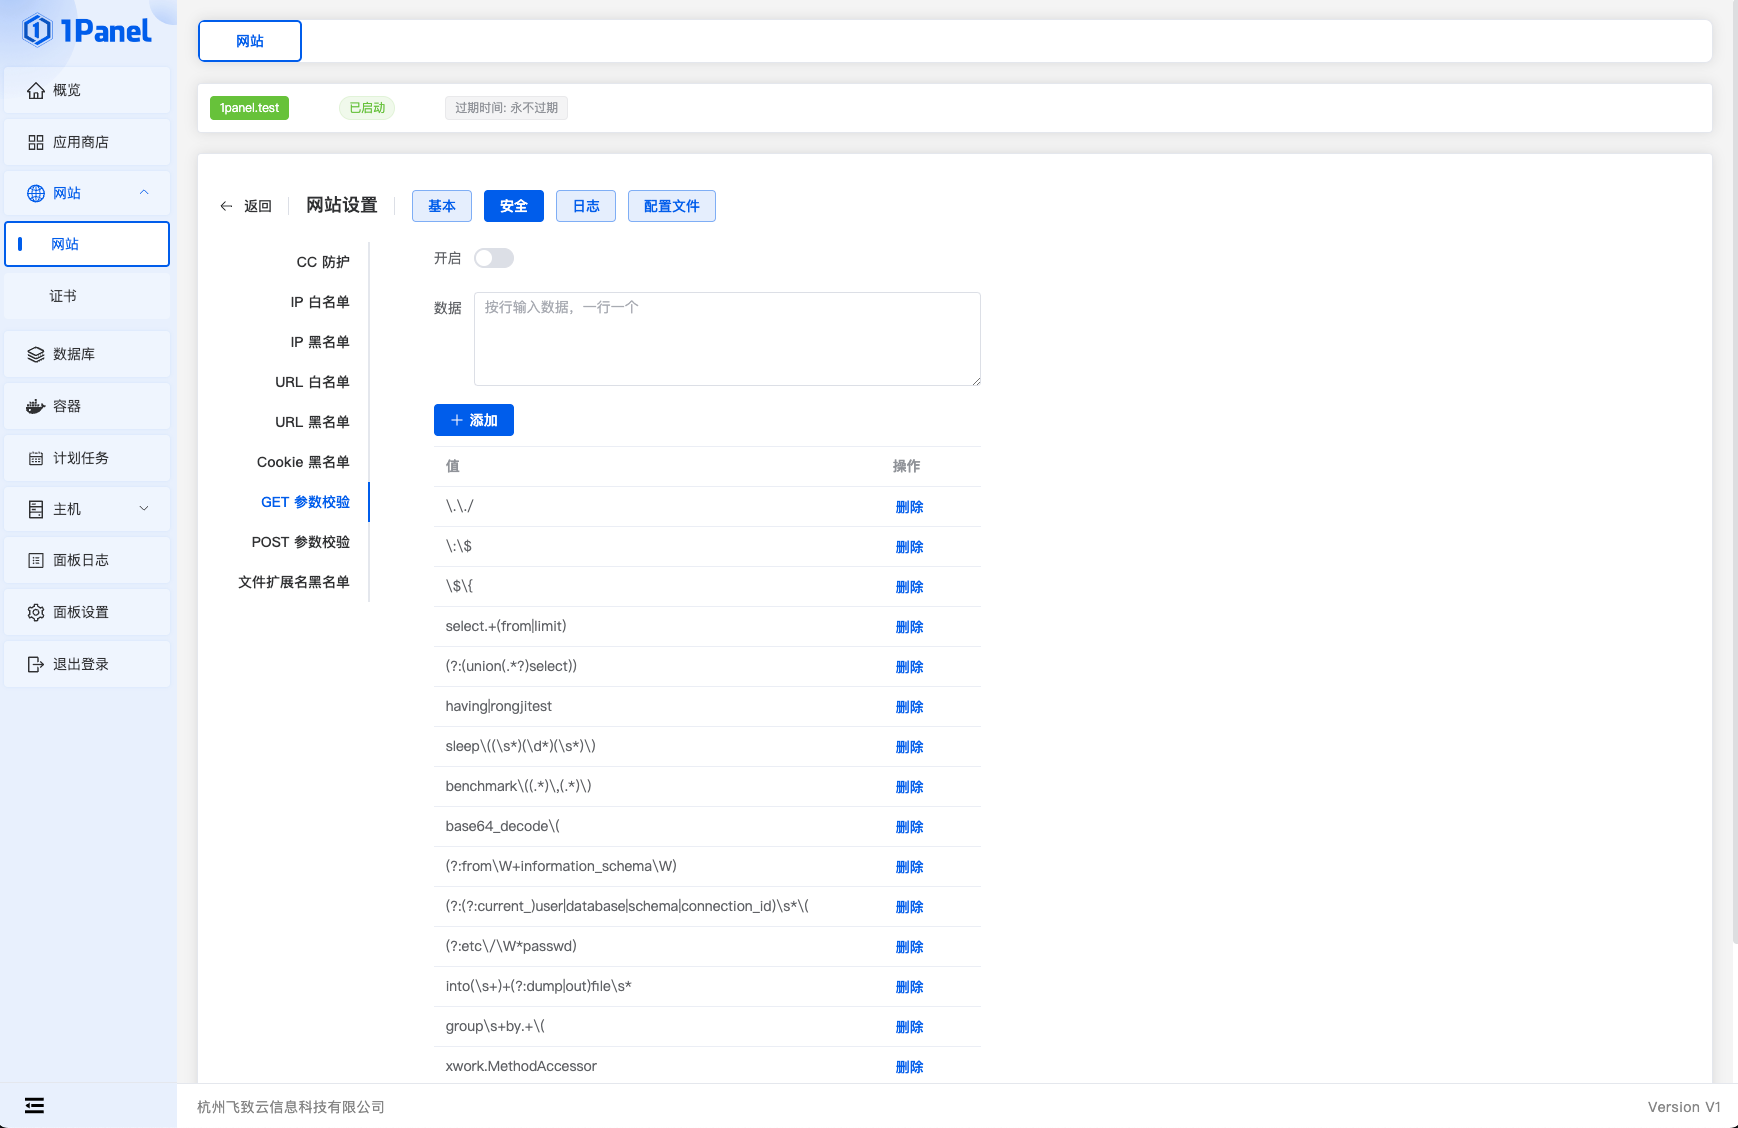 1Panel
概览
应用商店
网站
网站
证书
数据库
容器
计划任务
主机
面板日志
面板设置
退出登录
网站
1panel.test
已启动
过期时间: 永不过期
返回
网站设置
基本
安全
日志
配置文件
CC 防护
IP 白名单
IP 黑名单
URL 白名单
URL 黑名单
Cookie 黑名单
GET 参数校验
POST 参数校验
文件扩展名黑名单
开启
数据
按行输入数据，一行一个
添加
值 操作
\.\./ 删除
\:\$ 删除
\$\{ 删除
select.+(from|limit) 删除
(?:(union(.*?)select)) 删除
having|rongjitest 删除
sleep\((\s*)(\d*)(\s*)\) 删除
benchmark\((.*)\,(.*)\) 删除
base64_decode\( 删除
(?:from\W+information_schema\W) 删除
(?:(?:current_)user|database|schema|connection_id)\s*\( 删除
(?:etc\/\W*passwd) 删除
into(\s+)+(?:dump|out)file\s* 删除
group\s+by.+\( 删除
xwork.MethodAccessor 删除
杭州飞致云信息科技有限公司
Version V1